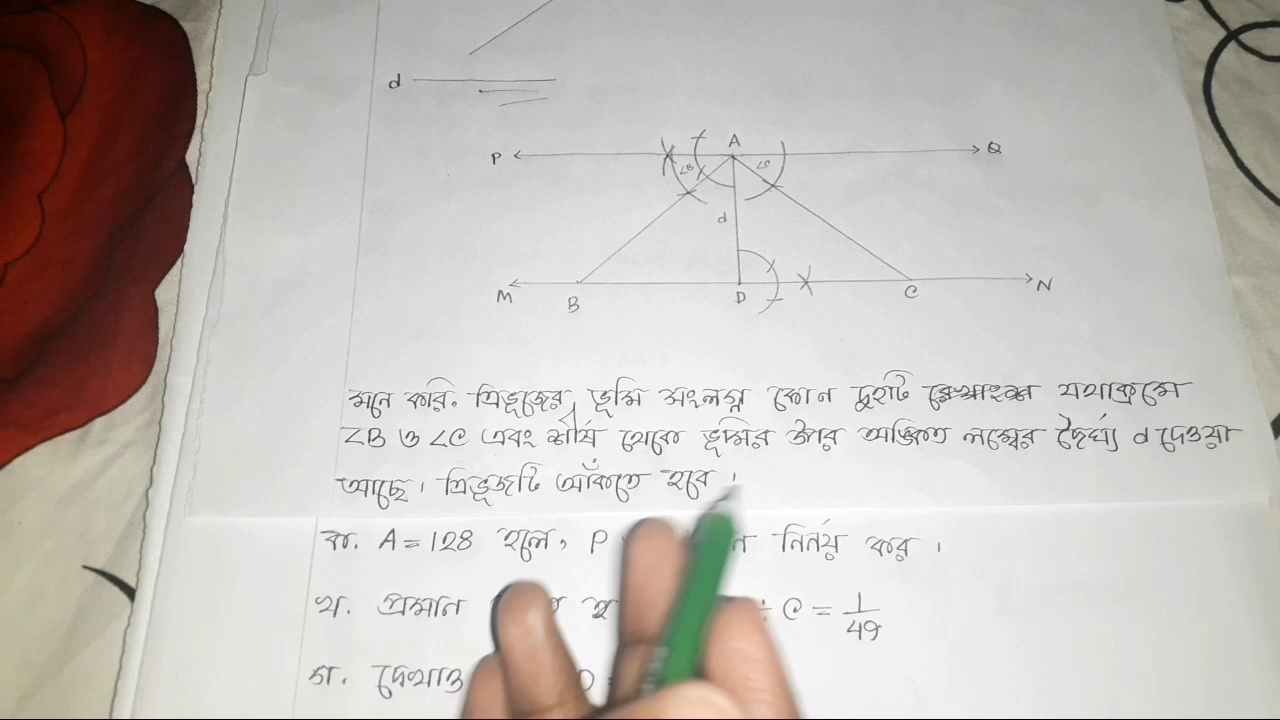 d
A
P
Q
∠B
∠C
d
M
B
D
C
N
মনে করি, ত্রিভূজের ভূমি সংলগ্ন কোন দুইটি যথাক্রমে
∠B ও ∠C এবং শীর্ষ থেকে ভূমির উপর অঙ্কিত লম্বের দৈর্ঘ্য d দেওয়া
আছে। ত্রিভূজটি আঁকতে হবে।
ক. A = 128 হলে, P নির্নয় কর।
খ. প্রমান ÷ C = 1/49
গ. দেখাও